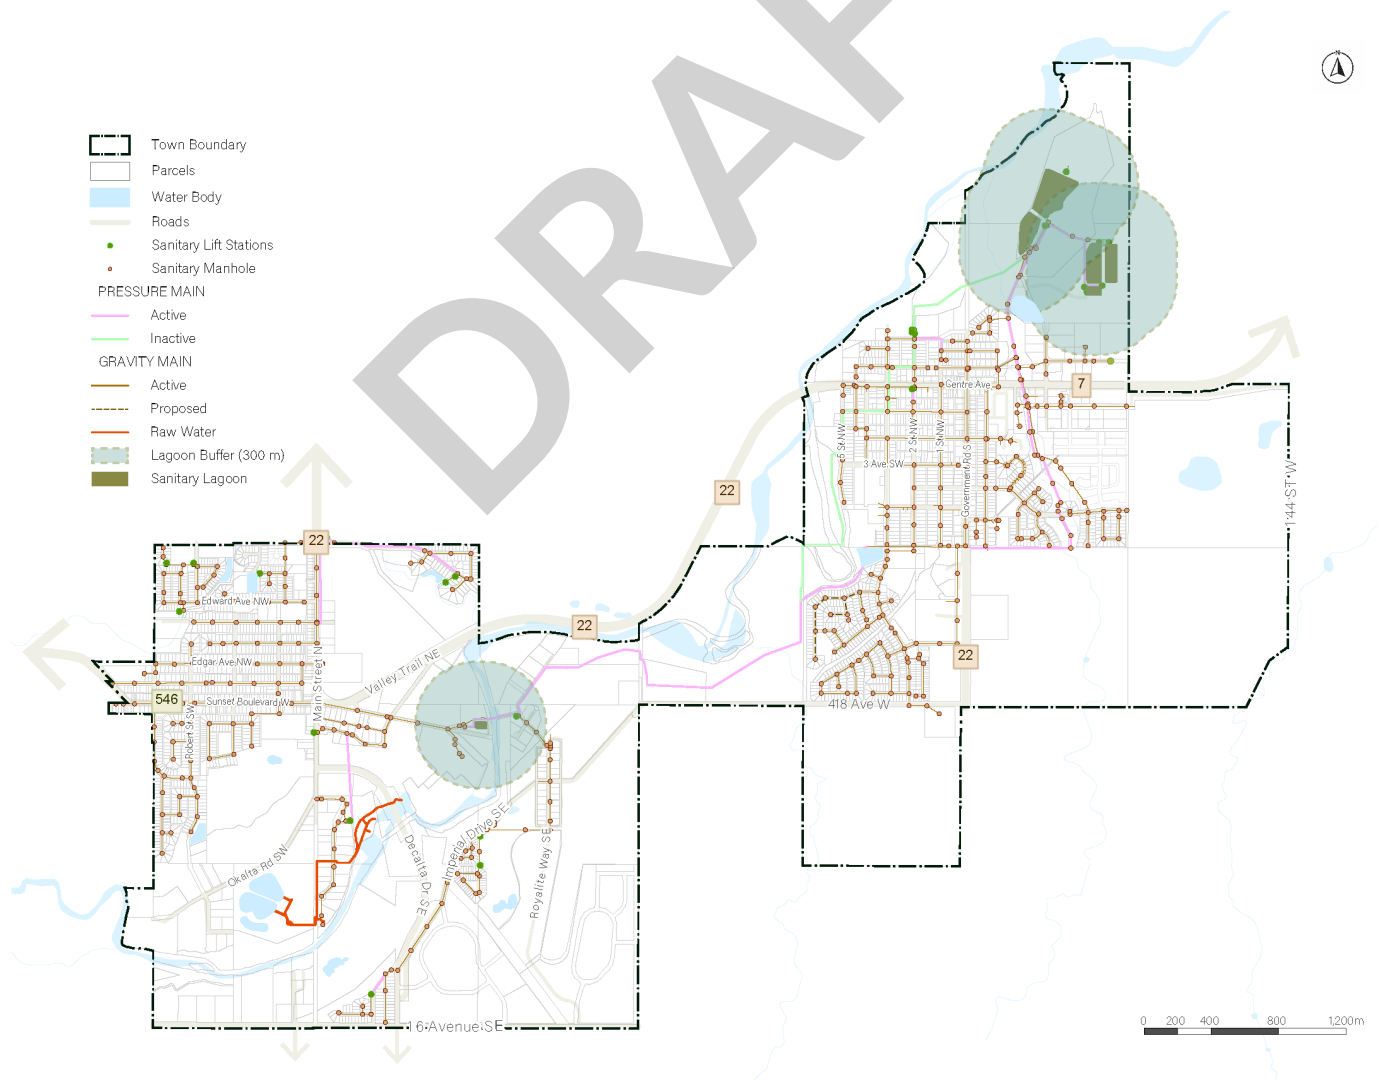 DRAF
N
Town Boundary
Parcels
Water Body
Roads
Sanitary Lift Stations
Sanitary Manhole
PRESSURE MAIN
Active
Inactive
GRAVITY MAIN
Active
Proposed
Raw Water
Lagoon Buffer (300 m)
Sanitary Lagoon
7
Centre Ave
5 St NW
2 St NW
1 St NW
3 Ave SW
Government Rd S
144 ST W
22
22
22
22
418 Ave W
Edward Ave NW
Edgar Ave NW
546
Sunset Boulevard W
Robert St SW
Main Street N
Valley Trail NE
Okalta Rd SW
Decalta Dr SE
Imperial Drive SE
Royalite Way SE
16 Avenue SE
0 200 400 800 1,200m